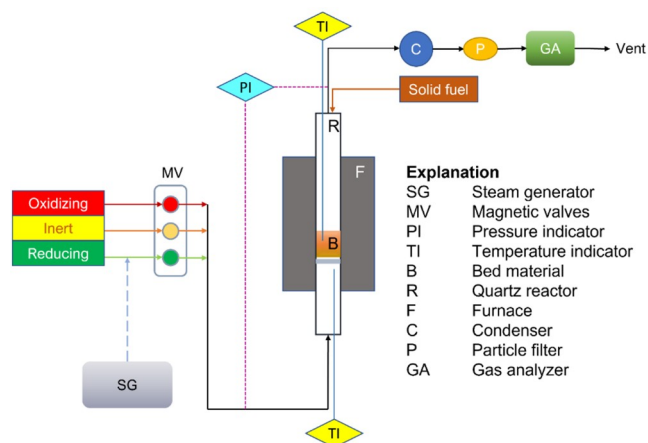 TI
C
P
GA
Vent
PI
Solid fuel
R
MV
F
Oxidizing
Inert
Reducing
B
SG
TI
Explanation
SG Steam generator
MV Magnetic valves
PI Pressure indicator
TI Temperature indicator
B Bed material
R Quartz reactor
F Furnace
C Condenser
P Particle filter
GA Gas analyzer